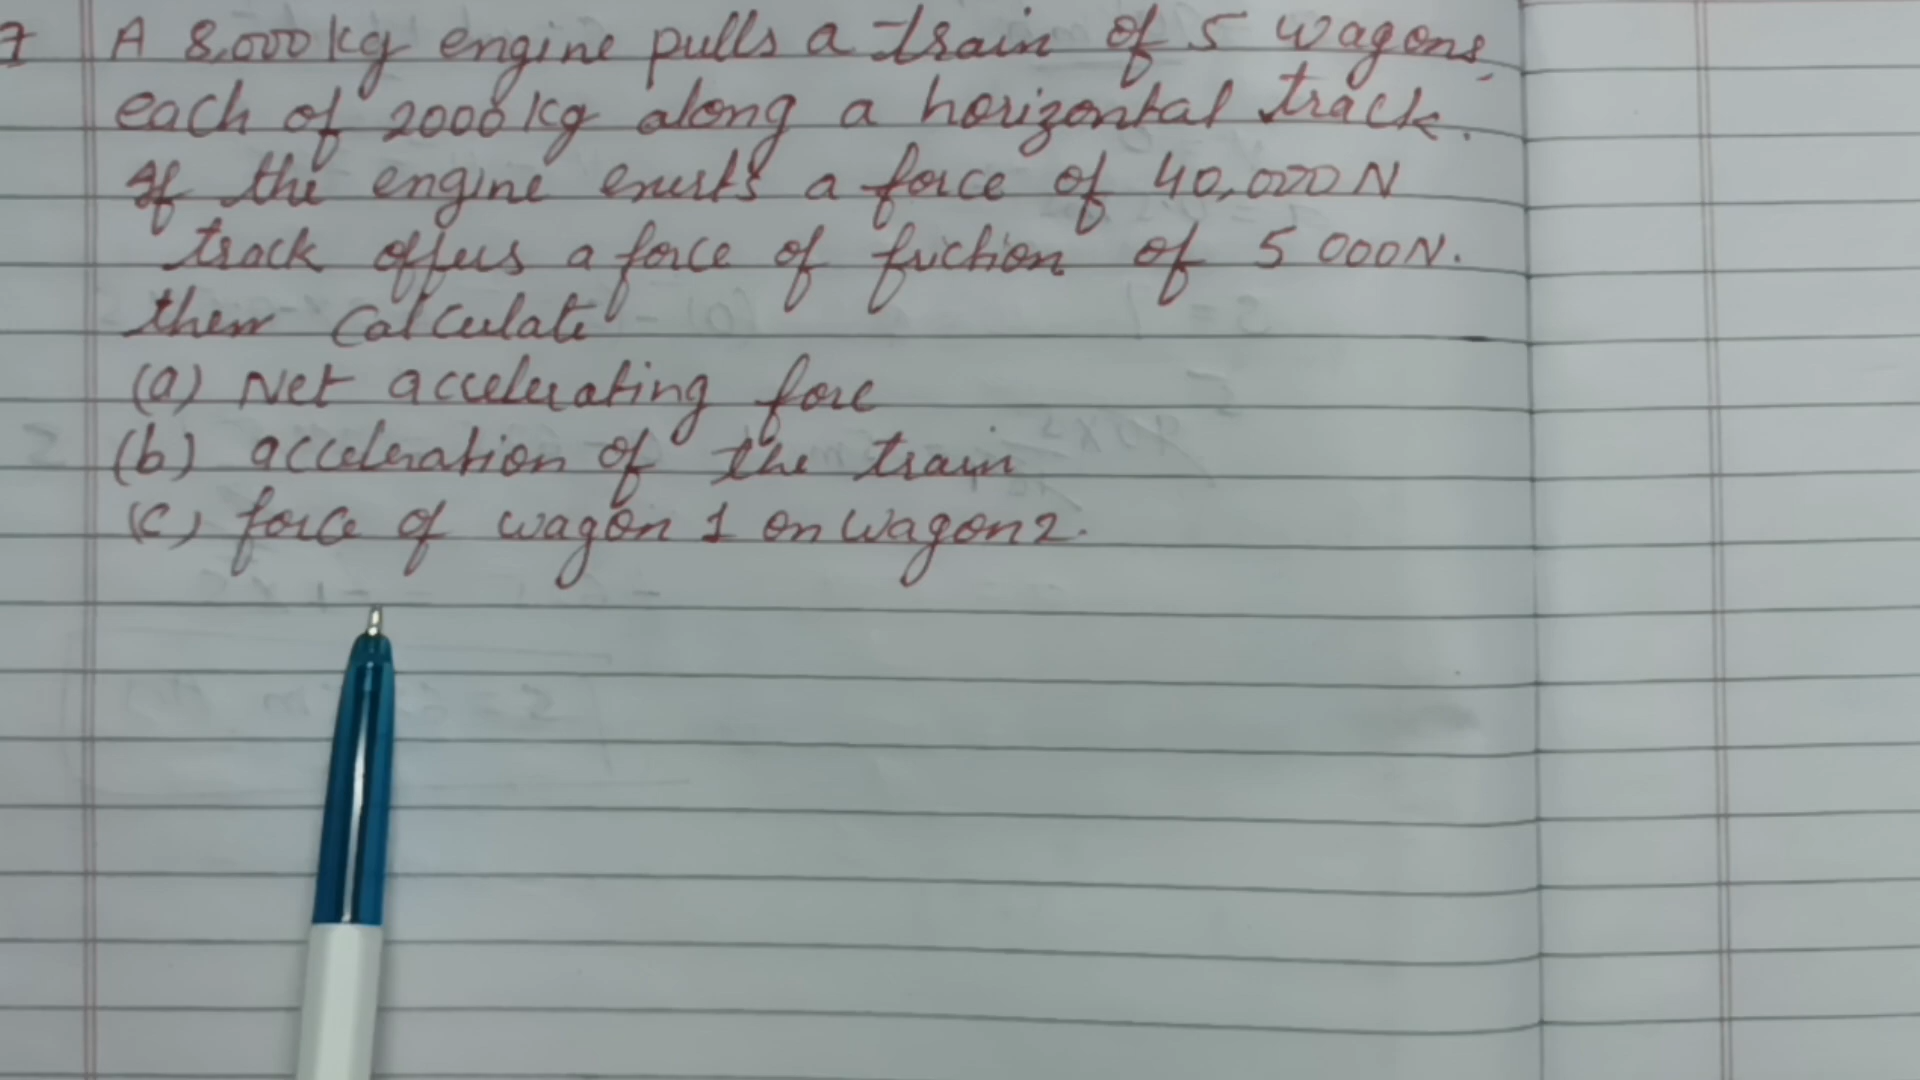 7 A 8,000 kg engine pulls a train of 5 wagons,
each of 2000 kg along a horizontal track.
If the engine exerts a force of 40,000 N
track offers a force of friction of 5 000N.
then Calculate
(a) Net accelerating forc
(b) acceleration of the train
(c) force of wagon 1 on wagon 2.